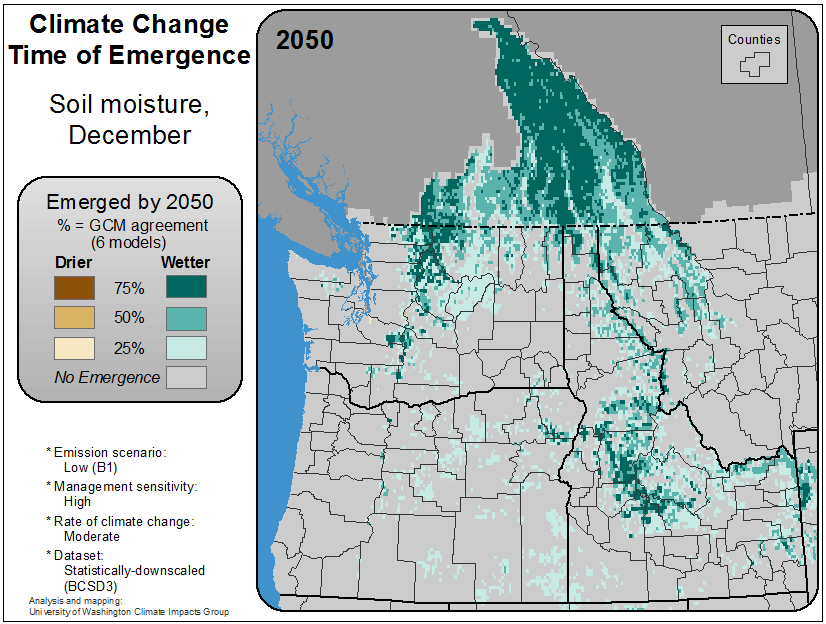 Climate Change
Time of Emergence
Soil moisture,
December
Emerged by 2050
% = GCM agreement
(6 models)
Drier Wetter
75%
50%
25%
No Emergence
* Emission scenario:
Low (B1)
* Management sensitivity:
High
* Rate of climate change:
Moderate
* Dataset:
Statistically-downscaled
(BCSD3)
Analysis and mapping:
University of Washington Climate Impacts Group
2050
Counties